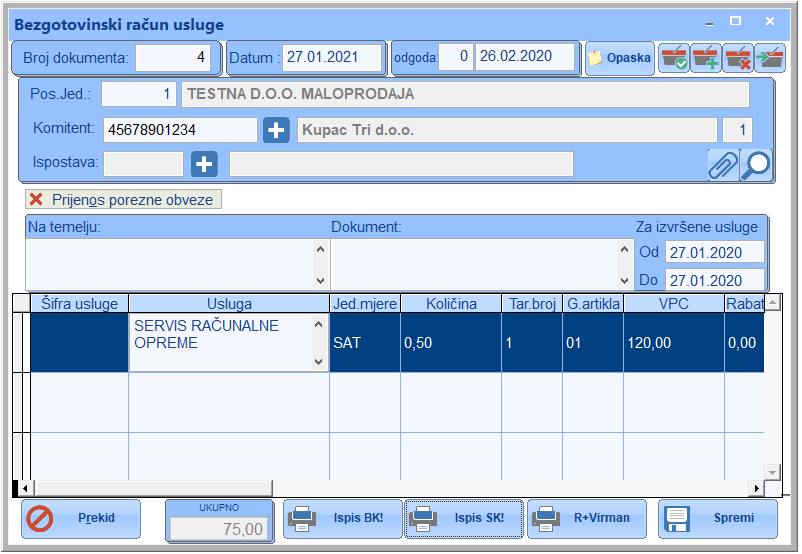 Bezgotovinski račun usluge
Broj dokumenta: 4 Datum : 27.01.2021 odgoda: 0 26.02.2020 Opaska
Pos.Jed.: 1 TESTNA D.O.O. MALOPRODAJA
Komitent: 45678901234 Kupac Tri d.o.o. 1
Ispostava:
Prijenos porezne obveze
Na temelju: Dokument: Za izvršene usluge
Od 27.01.2020
Do 27.01.2020
Šifra usluge Usluga Jed.mjere Količina Tar.broj G.artikla VPC Rabat
SERVIS RAČUNALNE
OPREME SAT 0,50 1 01 120,00 0,00
Prekid UKUPNO 75,00 Ispis BK! Ispis SK! R+Virman Spremi